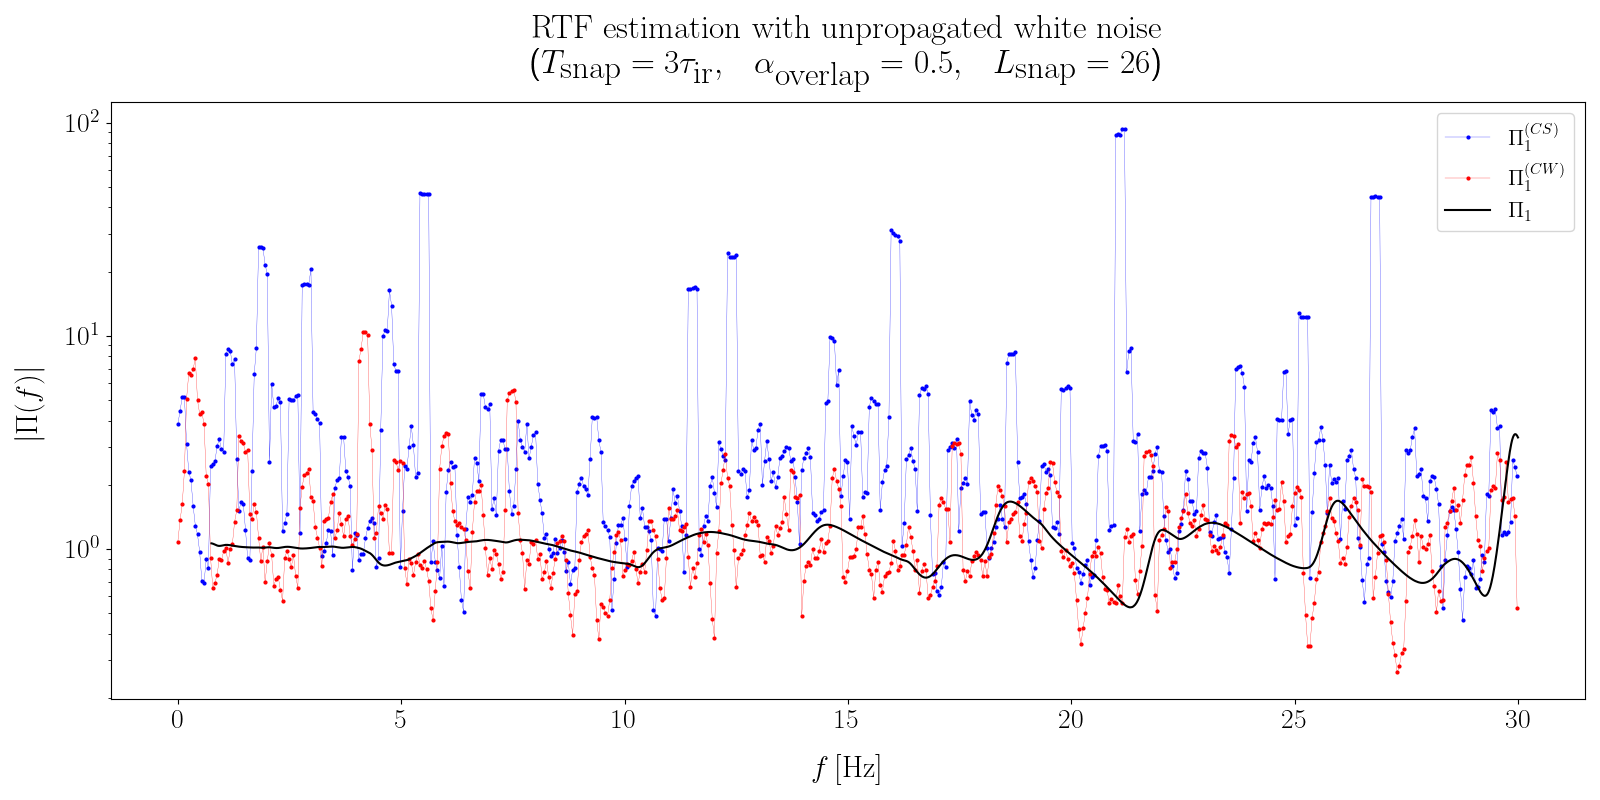 RTF estimation with unpropagated white noise
(T_snap = 3τ_ir, α_overlap = 0.5, L_snap = 26)
10^2
10^1
10^0
|Π(f)|
Π_1^(CS)
Π_1^(CW)
Π_1
0 5 10 15 20 25 30
f [Hz]